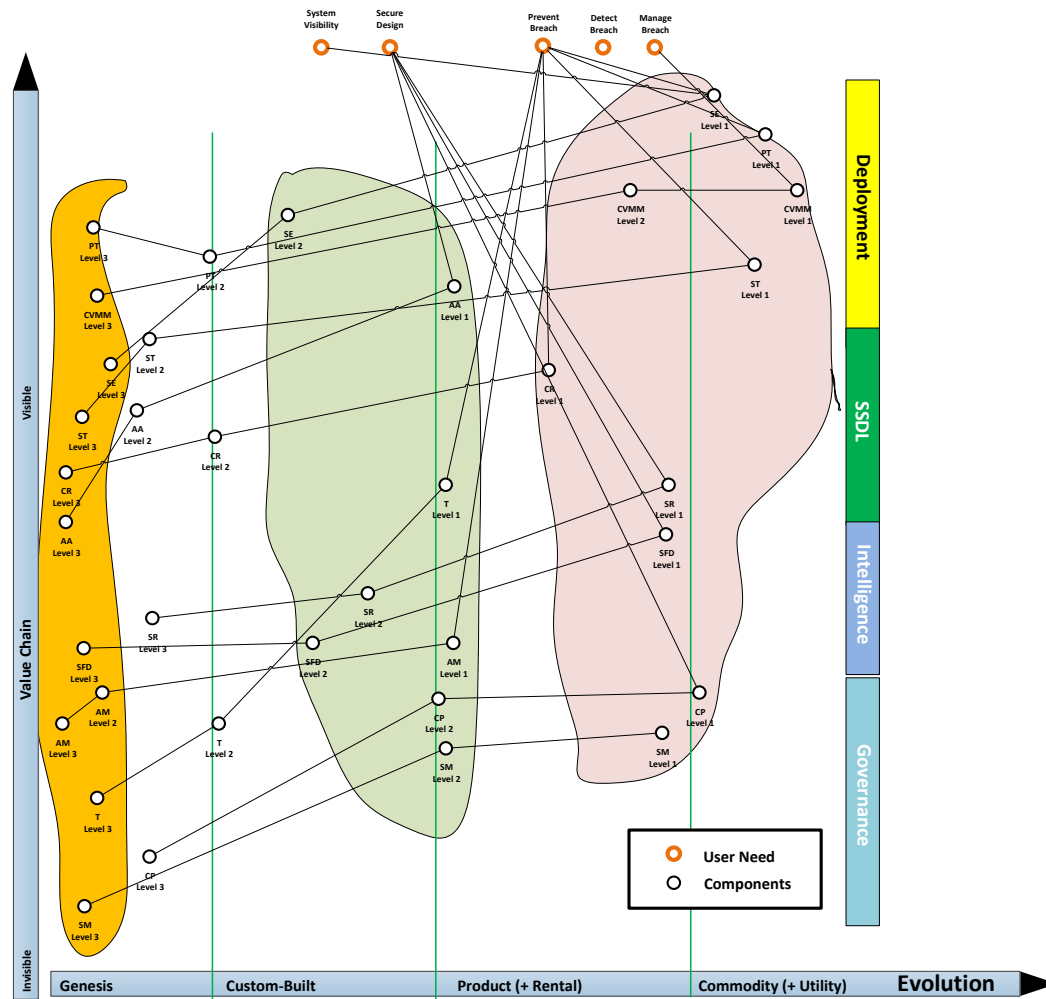 System
Visibility
Secure
Design
Prevent
Breach
Detect
Breach
Manage
Breach
SE
Level 1
PT
Level 1
CVMM
Level 2
CVMM
Level 1
SE
Level 2
PT
Level 3
PT
Level 2
ST
Level 1
AA
Level 1
CVMM
Level 3
ST
Level 2
SE
Level 3
CR
Level 1
AA
Level 2
ST
Level 3
CR
Level 2
CR
Level 3
T
Level 1
SR
Level 1
AA
Level 3
SFD
Level 1
SR
Level 2
SR
Level 3
SFD
Level 3
SFD
Level 2
AM
Level 1
AM
Level 2
CP
Level 2
CP
Level 1
AM
Level 3
T
Level 2
SM
Level 1
SM
Level 2
T
Level 3
CP
Level 3
SM
Level 3
Deployment
SSDL
Intelligence
Governance
User Need
Components
Visible
Value Chain
Invisible
Genesis
Custom-Built
Product (+ Rental)
Commodity (+ Utility)
Evolution